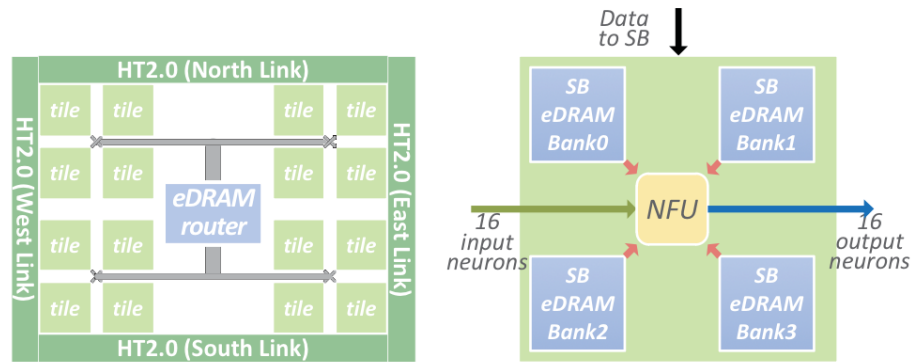 HT2.0 (North Link)
HT2.0 (West Link)
HT2.0 (East Link)
tile tile tile tile
tile tile tile tile
eDRAM
router
tile tile tile tile
tile tile tile tile
HT2.0 (South Link)
Data
to SB
SB
eDRAM
Bank0
SB
eDRAM
Bank1
NFU
16
input
neurons
16
output
neurons
SB
eDRAM
Bank2
SB
eDRAM
Bank3